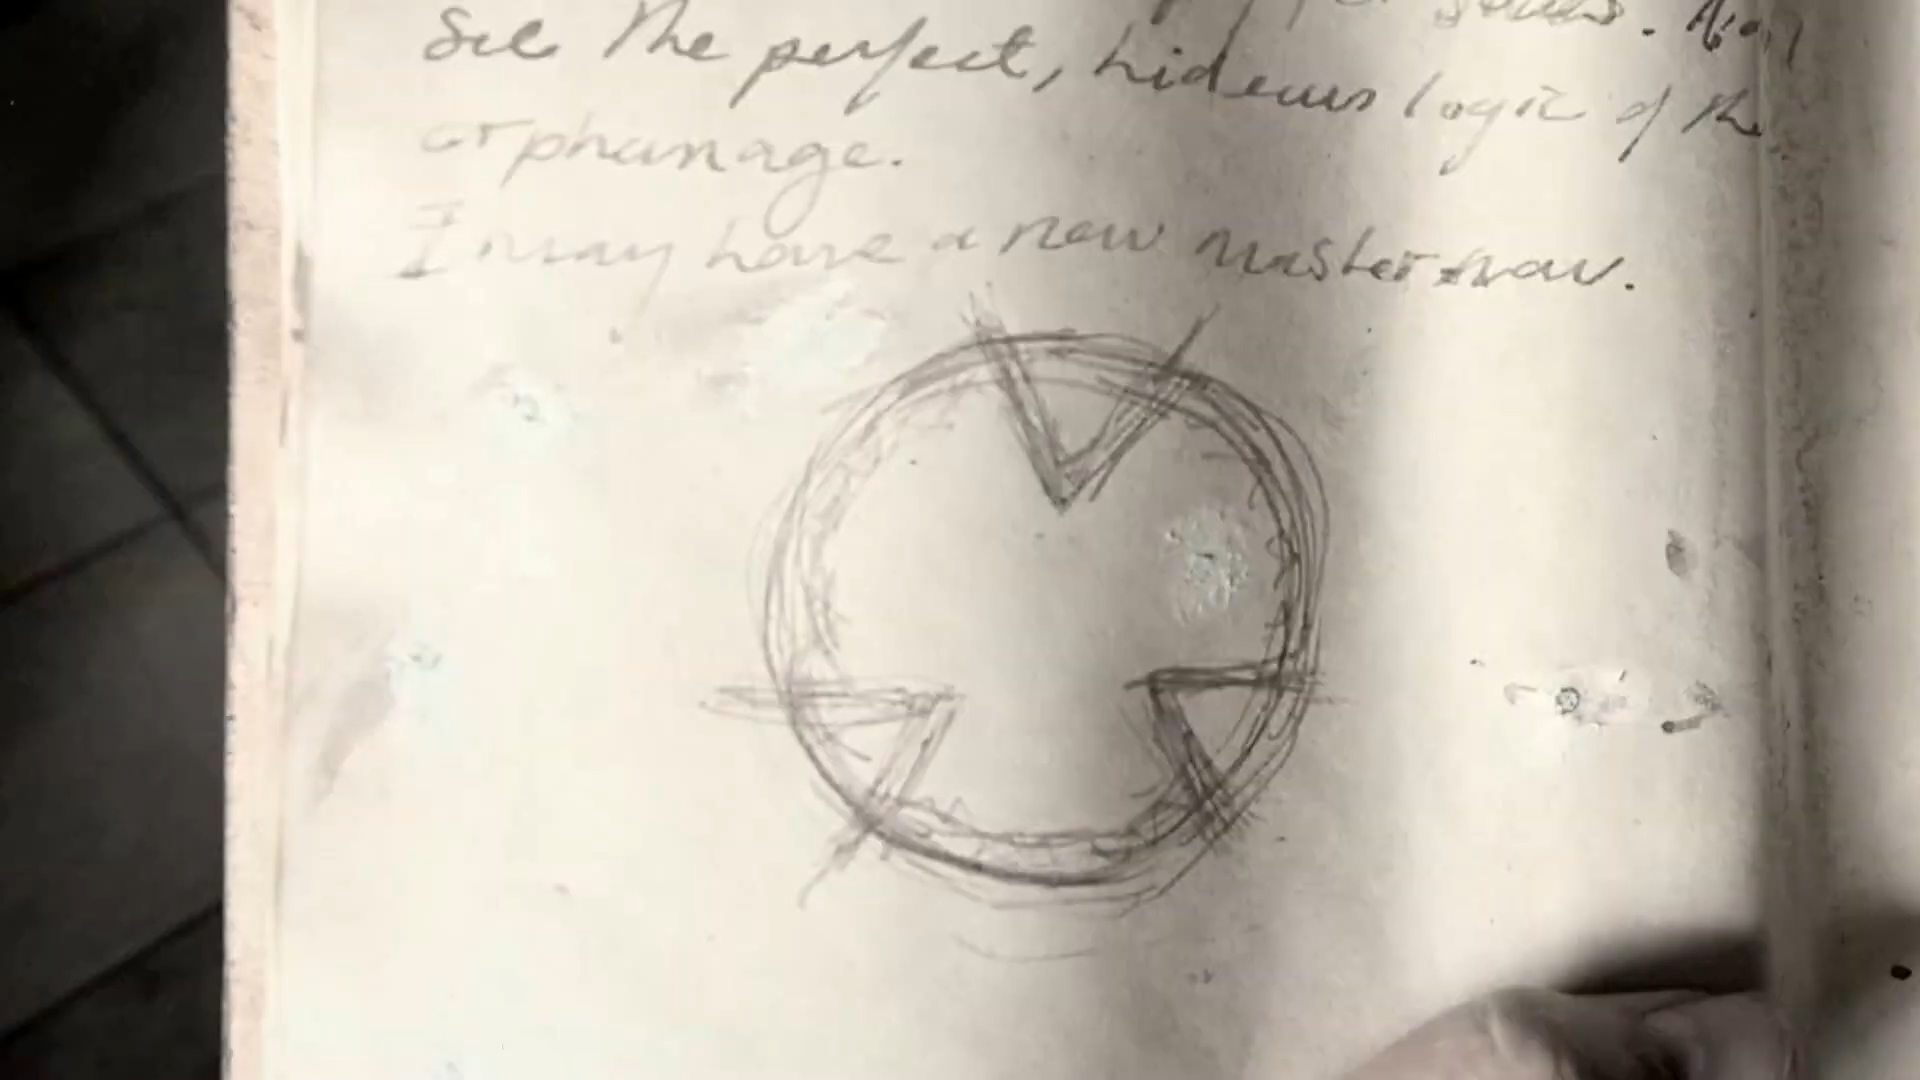 see the perfect, hideous logic of the
orphanage.
I may have a new master now.